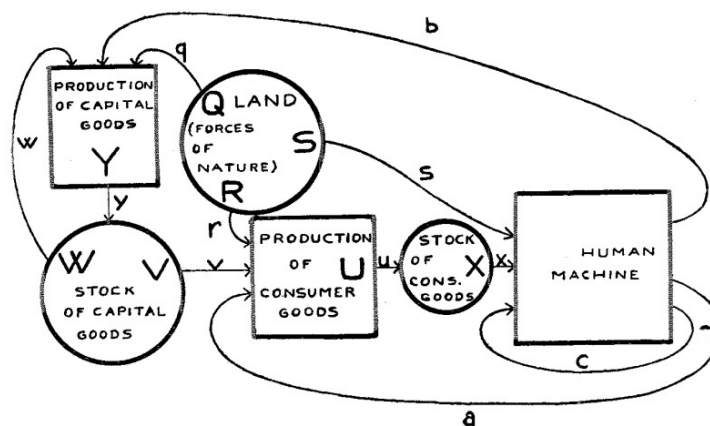 b
q
PRODUCTION
OF CAPITAL
GOODS
Y
w
Q LAND
(FORCES
OF
NATURE)
S
R
s
y
r
W V
STOCK
OF CAPITAL
GOODS
v
PRODUCTION
OF
CONSUMER
GOODS
U
u
STOCK
OF
CONS.
GOODS
X
x
HUMAN
MACHINE
c
a